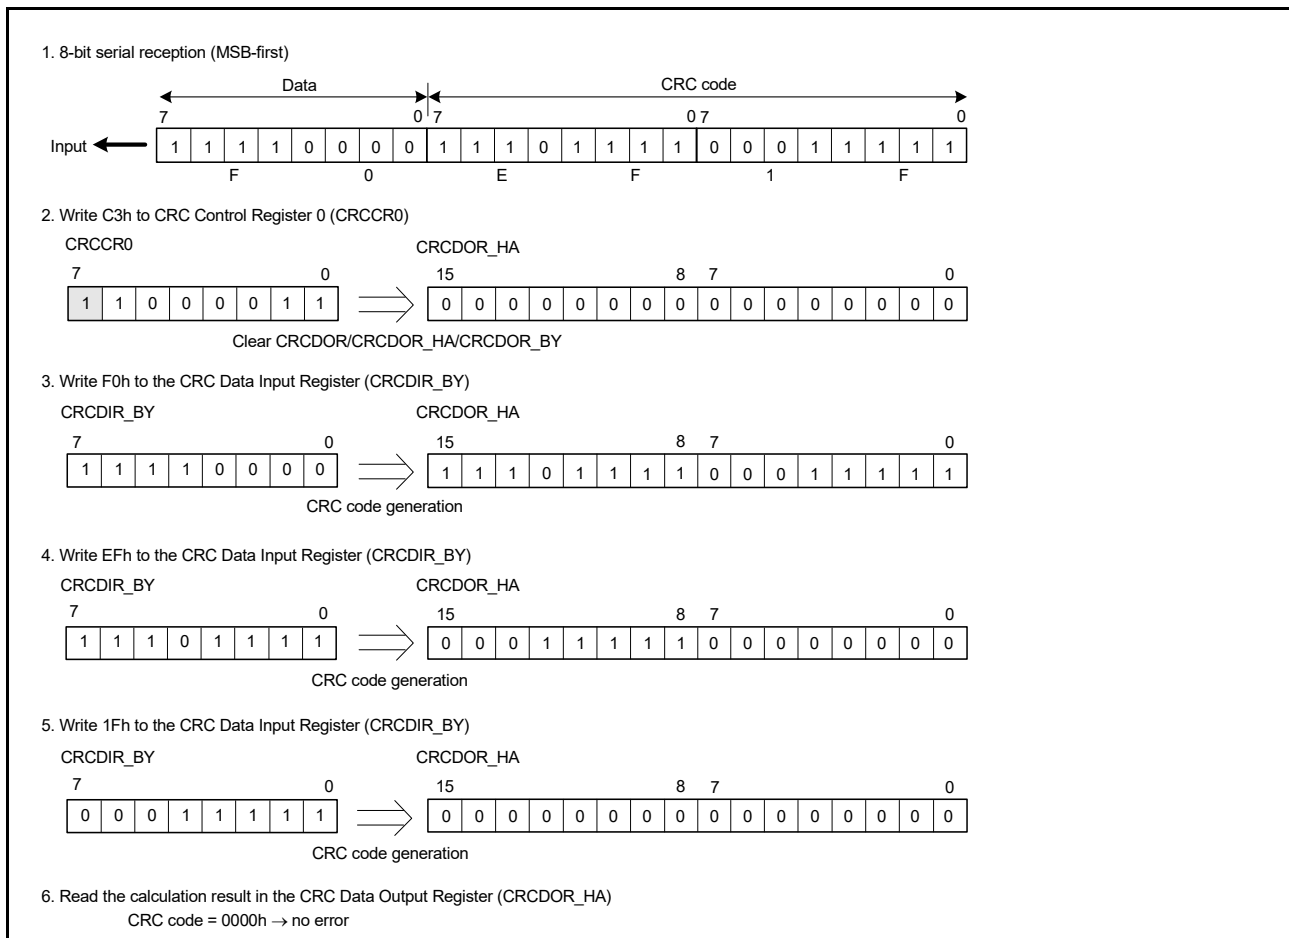 1. 8-bit serial reception (MSB-first)
Data CRC code
7 0 7 0 7 0
Input 1 1 1 1 0 0 0 0 1 1 1 0 1 1 1 1 0 0 0 1 1 1 1 1
F 0 E F 1 F
2. Write C3h to CRC Control Register 0 (CRCCR0)
CRCCR0 CRCDOR_HA
7 0 15 8 7 0
1 1 0 0 0 0 1 1 0 0 0 0 0 0 0 0 0 0 0 0 0 0 0 0
Clear CRCDOR/CRCDOR_HA/CRCDOR_BY
3. Write F0h to the CRC Data Input Register (CRCDIR_BY)
CRCDIR_BY CRCDOR_HA
7 0 15 8 7 0
1 1 1 1 0 0 0 0 1 1 1 0 1 1 1 1 0 0 0 1 1 1 1 1
CRC code generation
4. Write EFh to the CRC Data Input Register (CRCDIR_BY)
CRCDIR_BY CRCDOR_HA
7 0 15 8 7 0
1 1 1 0 1 1 1 1 0 0 0 1 1 1 1 1 0 0 0 0 0 0 0 0
CRC code generation
5. Write 1Fh to the CRC Data Input Register (CRCDIR_BY)
CRCDIR_BY CRCDOR_HA
7 0 15 8 7 0
0 0 0 1 1 1 1 1 0 0 0 0 0 0 0 0 0 0 0 0 0 0 0 0
CRC code generation
6. Read the calculation result in the CRC Data Output Register (CRCDOR_HA)
CRC code = 0000h → no error